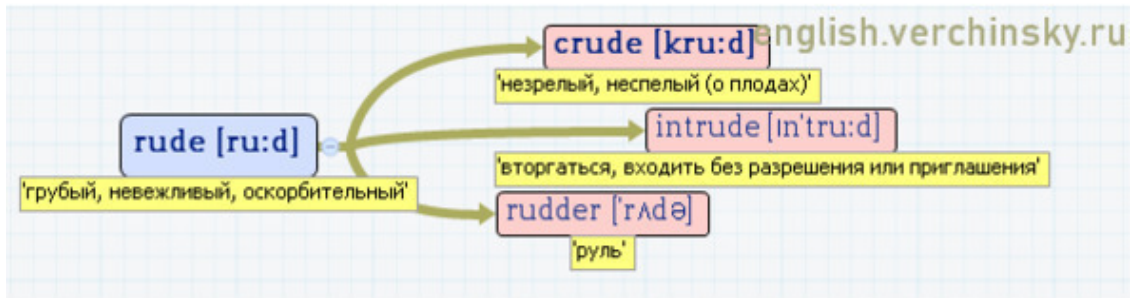 english.verchinsky.ru
crude [kru:d]
'незрелый, неспелый (о плодах)'
rude [ru:d]
'грубый, невежливый, оскорбительный'
intrude [ɪn'tru:d]
'вторгаться, входить без разрешения или приглашения'
rudder ['rʌdə]
'руль'